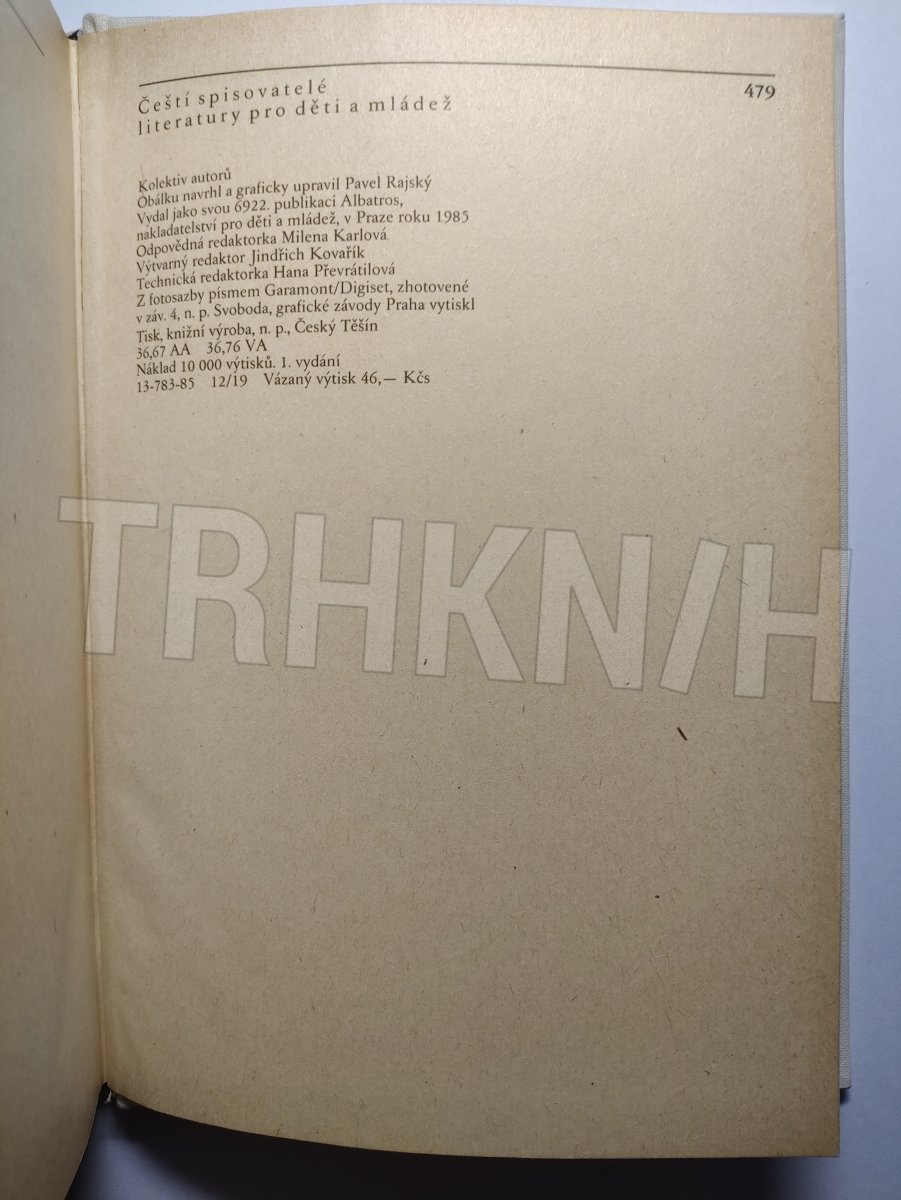 479
Čeští spisovatelé
literatury pro děti a mládež
Kolektiv autorů
Obálku navrhl a graficky upravil Pavel Rajský
Vydal jako svou 6922. publikaci Albatros,
nakladatelství pro děti a mládež, v Praze roku 1985
Odpovědná redaktorka Milena Karlová
Výtvarný redaktor Jindřich Kovařík
Technická redaktorka Hana Převrátilová
Z fotosazby písmem Garamont/Digiset, zhotovené
v záv. 4, n. p. Svoboda, grafické závody Praha vytiskl
Tisk, knižní výroba, n. p., Český Těšín
36,67 AA 36,76 VA
Náklad 10 000 výtisků. 1. vydání
13-783-85 12/19 Vázaný výtisk 46,— Kčs
TRHKN/H